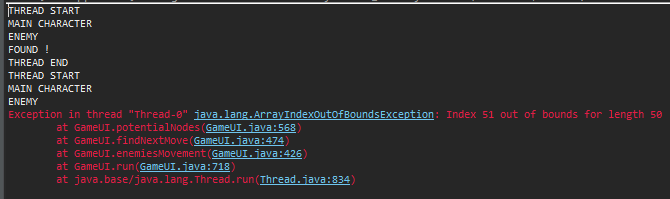 THREAD START
MAIN CHARACTER
ENEMY
FOUND !
THREAD END
THREAD START
MAIN CHARACTER
ENEMY
Exception in thread "Thread-0" java.lang.ArrayIndexOutOfBoundsException: Index 51 out of bounds for length 50
at GameUI.potentialNodes(GameUI.java:568)
at GameUI.findNextMove(GameUI.java:474)
at GameUI.enemiesMovement(GameUI.java:426)
at GameUI.run(GameUI.java:718)
at java.base/java.lang.Thread.run(Thread.java:834)